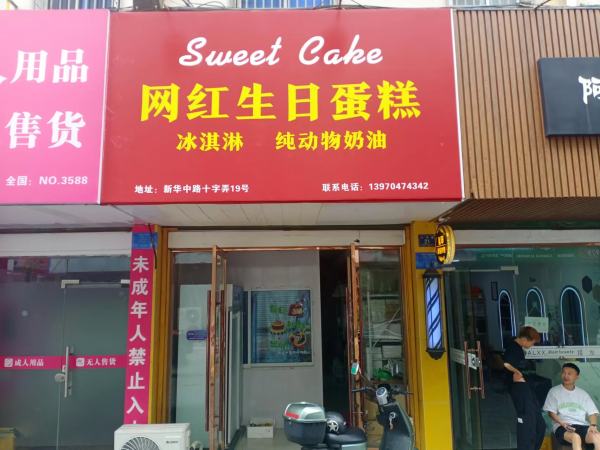 Sweet Cake
网红生日蛋糕
冰淇淋 纯动物奶油
地址：新华中路十字弄19号 联系电话：13970474342
人用品
售货
全国：NO.3588
阿
未成年人禁止入
成人用品 无人售货